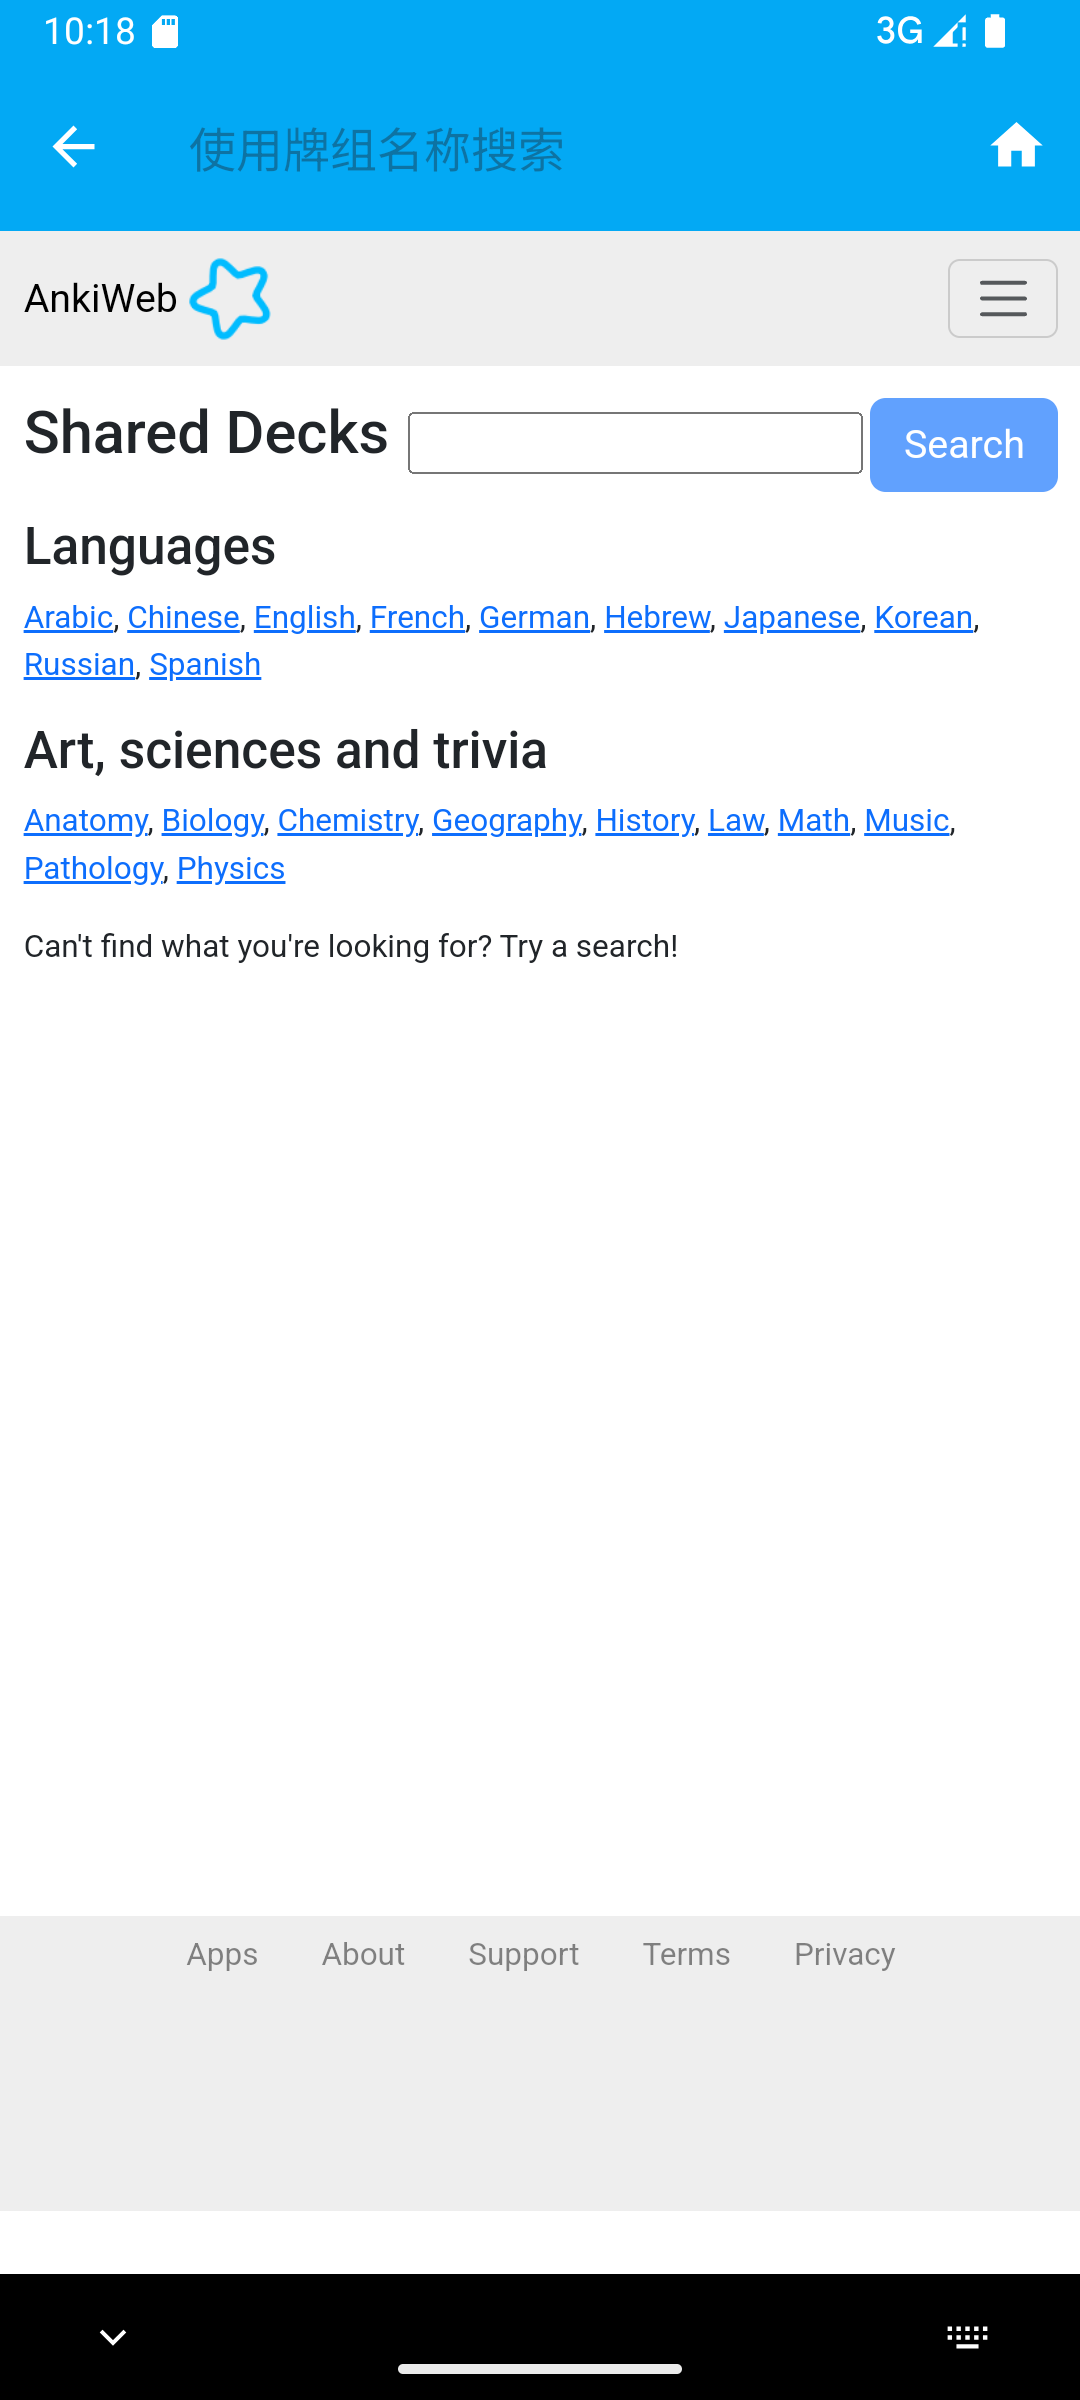 10:18
3G
使用牌组名称搜索
AnkiWeb
Shared Decks
Search
Languages
Arabic, Chinese, English, French, German, Hebrew, Japanese, Korean,
Russian, Spanish
Art, sciences and trivia
Anatomy, Biology, Chemistry, Geography, History, Law, Math, Music,
Pathology, Physics
Can't find what you're looking for? Try a search!
Apps About Support Terms Privacy